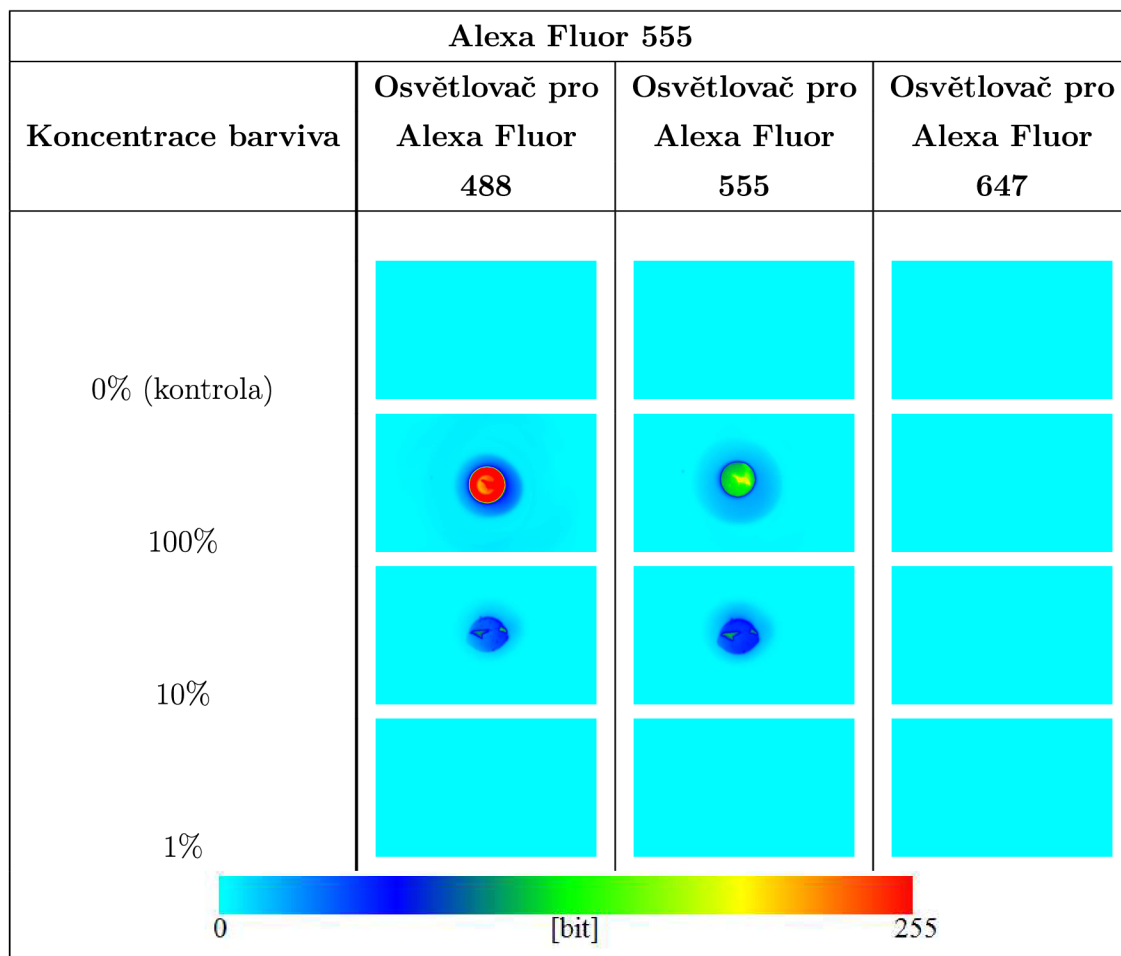 Alexa Fluor 555
Koncentrace barviva
Osvětlovač pro
Alexa Fluor
488
Osvětlovač pro
Alexa Fluor
555
Osvětlovač pro
Alexa Fluor
647
0% (kontrola)
100%
10%
1%
0 [bit] 255